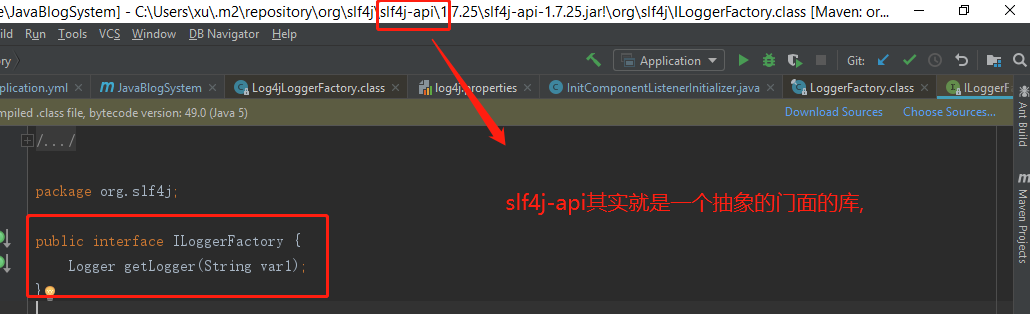 e\JavaBlogSystem] - C:\Users\xu\.m2\repository\org\slf4j\slf4j-api\1.7.25\slf4j-api-1.7.25.jar!\org\slf4j\ILoggerFactory.class [Maven: or...
ild Run Tools VCS Window DB Navigator Help
ry Application Git:
plication.yml JavaBlogSystem Log4jLoggerFactory.class log4j.properties InitComponentListenerInitializer.java LoggerFactory.class ILoggerF
mpiled .class file, bytecode version: 49.0 (Java 5) Download Sources Choose Sources...
/.../
package org.slf4j;
slf4j-api其实就是一个抽象的门面的库,
public interface ILoggerFactory {
Logger getLogger(String var1);
}
Ant Build
Maven Projects